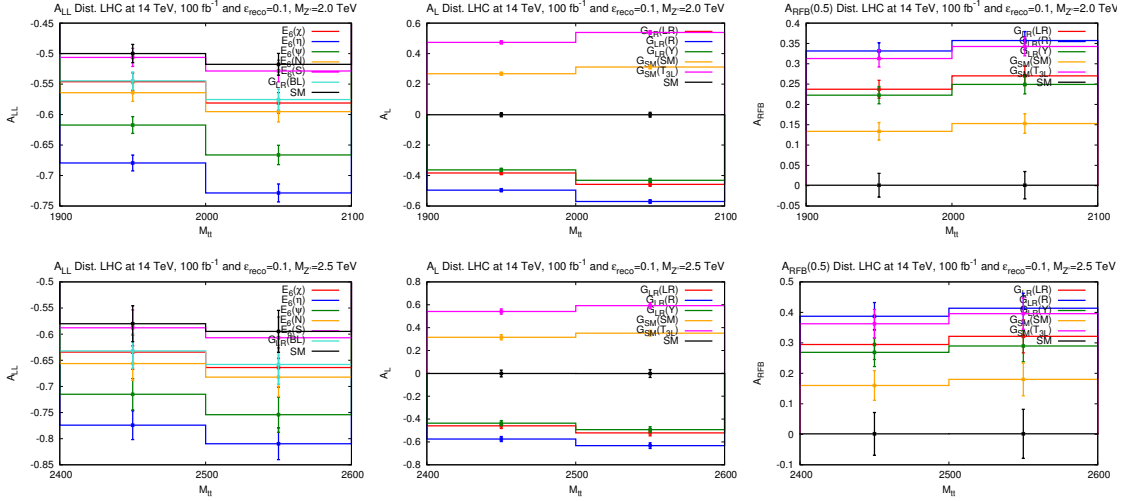 A_LL Dist. LHC at 14 TeV, 100 fb^-1 and ε_reco=0.1, M_Z'=2.0 TeV
-0.45
-0.5
-0.55
-0.6
-0.65
-0.7
-0.75
A_LL
1900
2000
2100
M_tt
E_6(χ)
E_6(η)
E_6(ψ)
E_6(N)
E_6(S)
G_LR(BL)
SM
A_L Dist. LHC at 14 TeV, 100 fb^-1 and ε_reco=0.1, M_Z'=2.0 TeV
0.6
0.4
0.2
0
-0.2
-0.4
-0.6
A_L
1900
2000
2100
M_tt
G_LR(LR)
G_LR(R)
G_LR(Y)
G_SM(SM)
G_SM(T_3L)
SM
A_RFB(0.5) Dist. LHC at 14 TeV, 100 fb^-1 and ε_reco=0.1, M_Z'=2.0 TeV
0.4
0.35
0.3
0.25
0.2
0.15
0.1
0.05
0
-0.05
A_RFB
1900
2000
2100
M_tt
G_LR(LR)
G_LR(R)
G_LR(Y)
G_SM(SM)
G_SM(T_3L)
SM
A_LL Dist. LHC at 14 TeV, 100 fb^-1 and ε_reco=0.1, M_Z'=2.5 TeV
-0.5
-0.55
-0.6
-0.65
-0.7
-0.75
-0.8
-0.85
A_LL
2400
2500
2600
M_tt
E_6(χ)
E_6(η)
E_6(ψ)
E_6(N)
E_6(S)
G_LR(BL)
SM
A_L Dist. LHC at 14 TeV, 100 fb^-1 and ε_reco=0.1, M_Z'=2.5 TeV
0.8
0.6
0.4
0.2
0
-0.2
-0.4
-0.6
-0.8
A_L
2400
2500
2600
M_tt
G_LR(LR)
G_LR(R)
G_LR(Y)
G_SM(SM)
G_SM(T_3L)
SM
A_RFB(0.5) Dist. LHC at 14 TeV, 100 fb^-1 and ε_reco=0.1, M_Z'=2.5 TeV
0.5
0.4
0.3
0.2
0.1
0
-0.1
A_RFB
2400
2500
2600
M_tt
G_LR(LR)
G_LR(R)
G_LR(Y)
G_SM(SM)
G_SM(T_3L)
SM